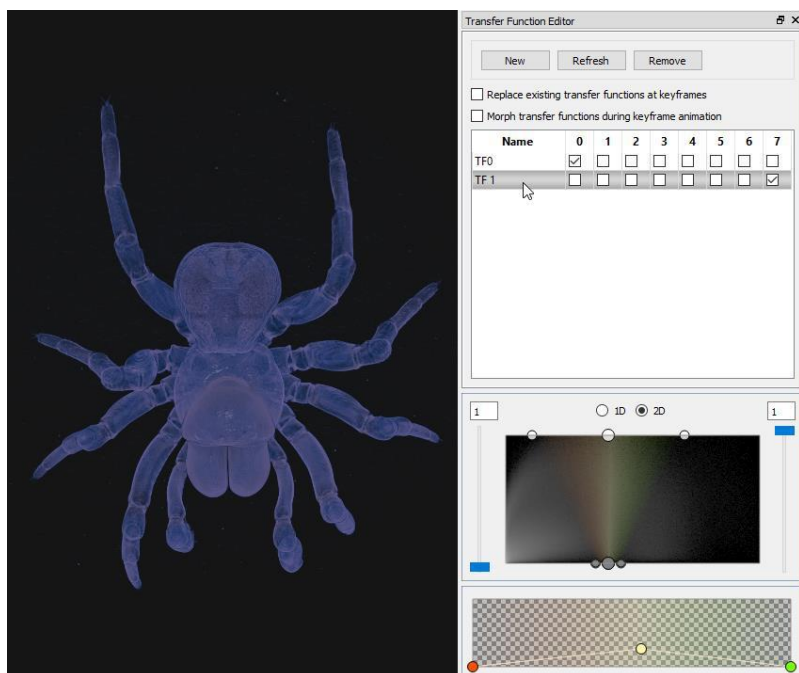 Transfer Function Editor
New Refresh Remove
Replace existing transfer functions at keyframes
Morph transfer functions during keyframe animation
Name 0 1 2 3 4 5 6 7
TF0
TF 1
1 1D 2D 1